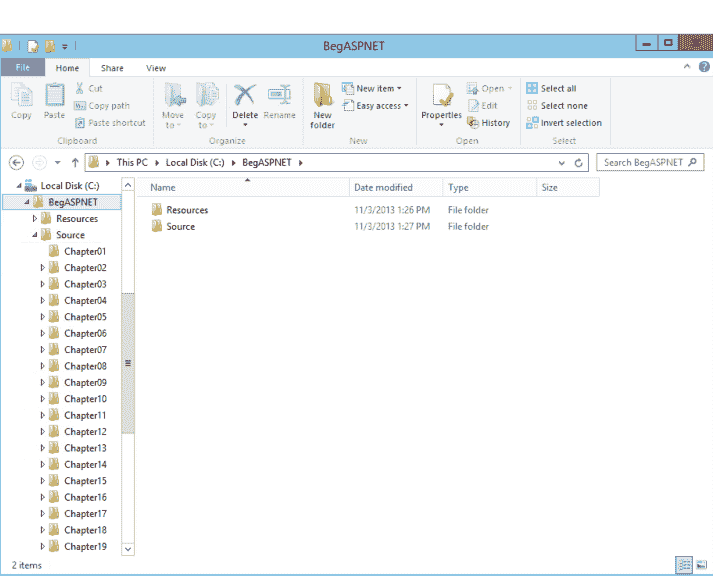 BegASPNET
File Home Share View
Copy
Paste
Cut
Copy path
Paste shortcut
Clipboard
Move to
Copy to
Delete
Rename
Organize
New folder
New item
Easy access
New
Properties
Open
Edit
History
Open
Select all
Select none
Invert selection
Select
This PC Local Disk (C:) BegASPNET
Search BegASPNET
Local Disk (C:)
BegASPNET
Resources
Source
Chapter01
Chapter02
Chapter03
Chapter04
Chapter05
Chapter06
Chapter07
Chapter08
Chapter09
Chapter10
Chapter11
Chapter12
Chapter13
Chapter14
Chapter15
Chapter16
Chapter17
Chapter18
Chapter19
Name Date modified Type Size
Resources 11/3/2013 1:26 PM File folder
Source 11/3/2013 1:27 PM File folder
2 items